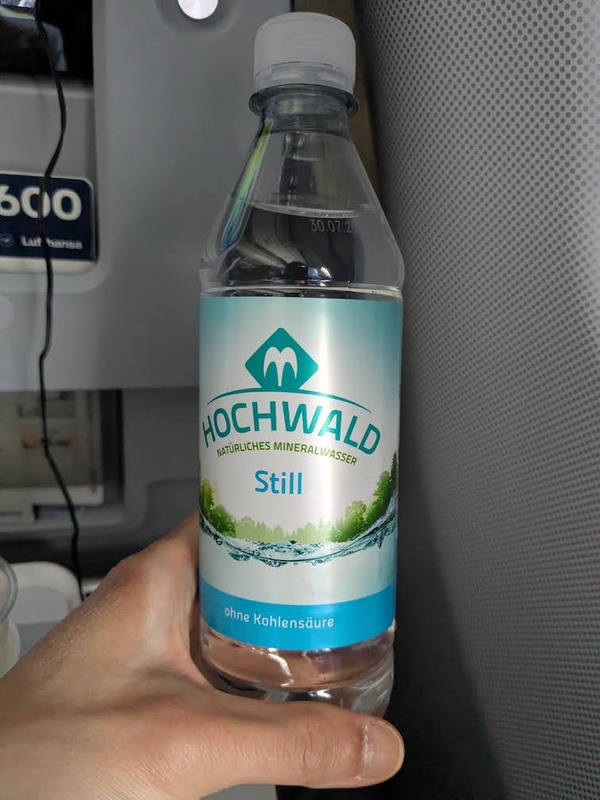 600
Lufthansa
30.07.2
HOCHWALD
NATÜRLICHES MINERALWASSER
Still
ohne Kohlensäure